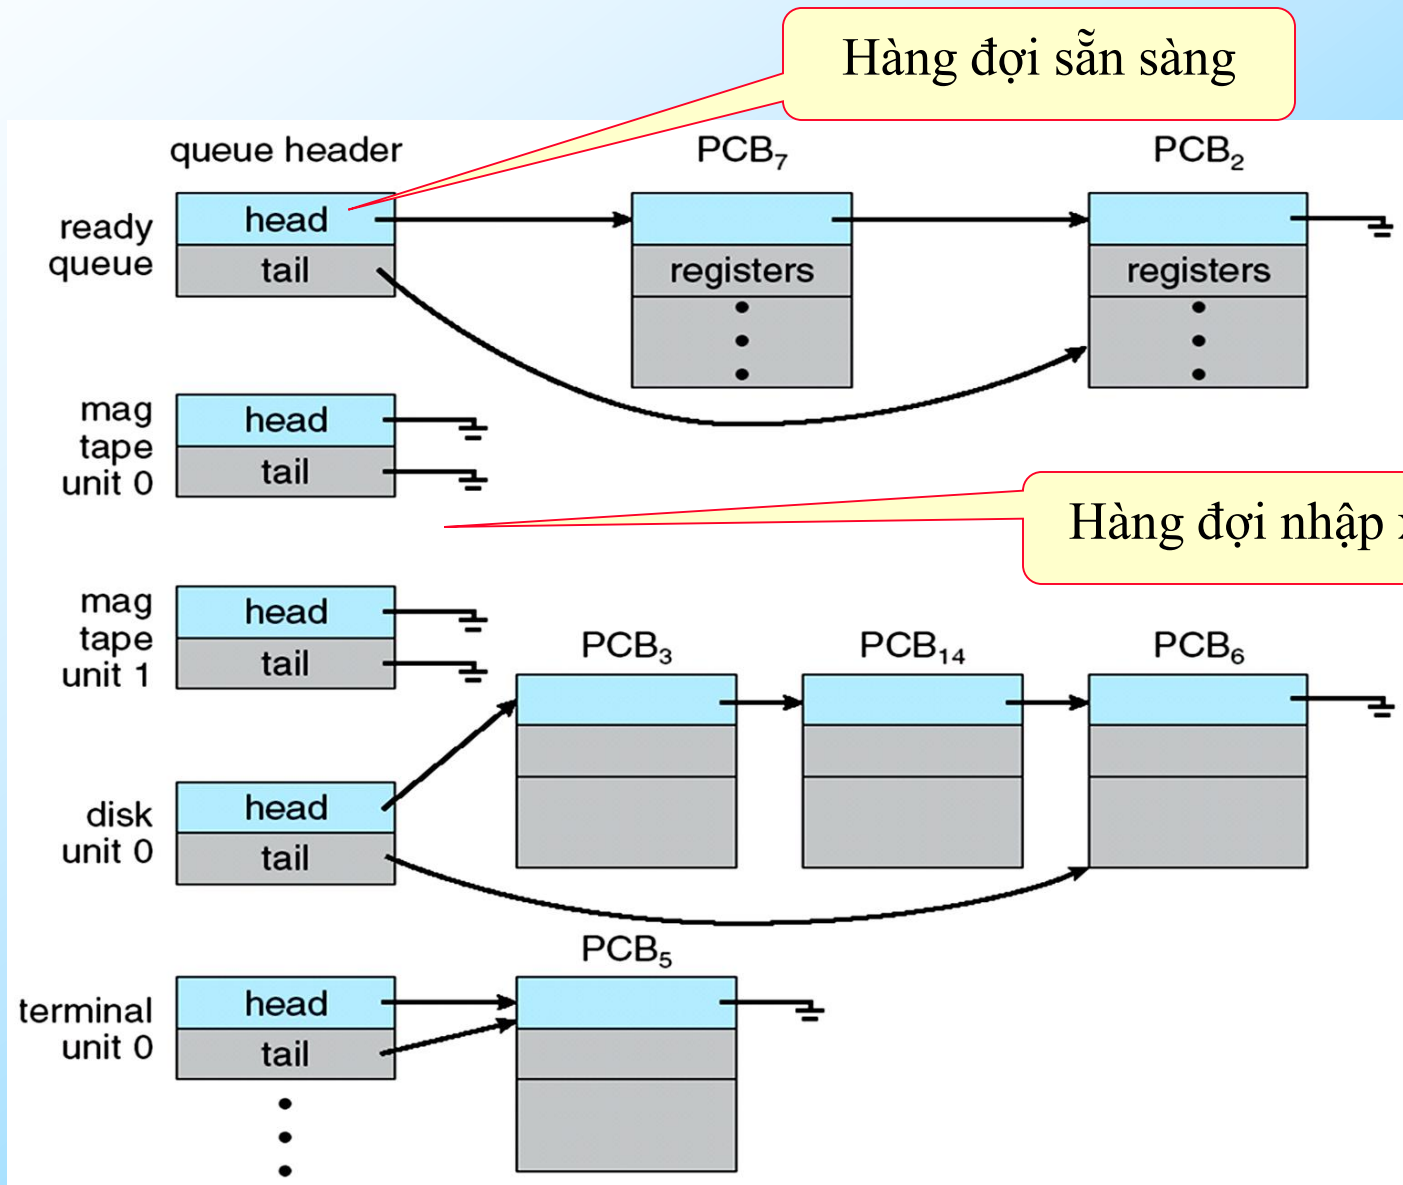 Hàng đợi sẵn sàng
queue header
PCB7
PCB2
ready
queue
head
tail
registers
registers
mag
tape
unit 0
head
tail
Hàng đợi nhập
mag
tape
unit 1
head
tail
PCB3
PCB14
PCB6
disk
unit 0
head
tail
PCB5
terminal
unit 0
head
tail